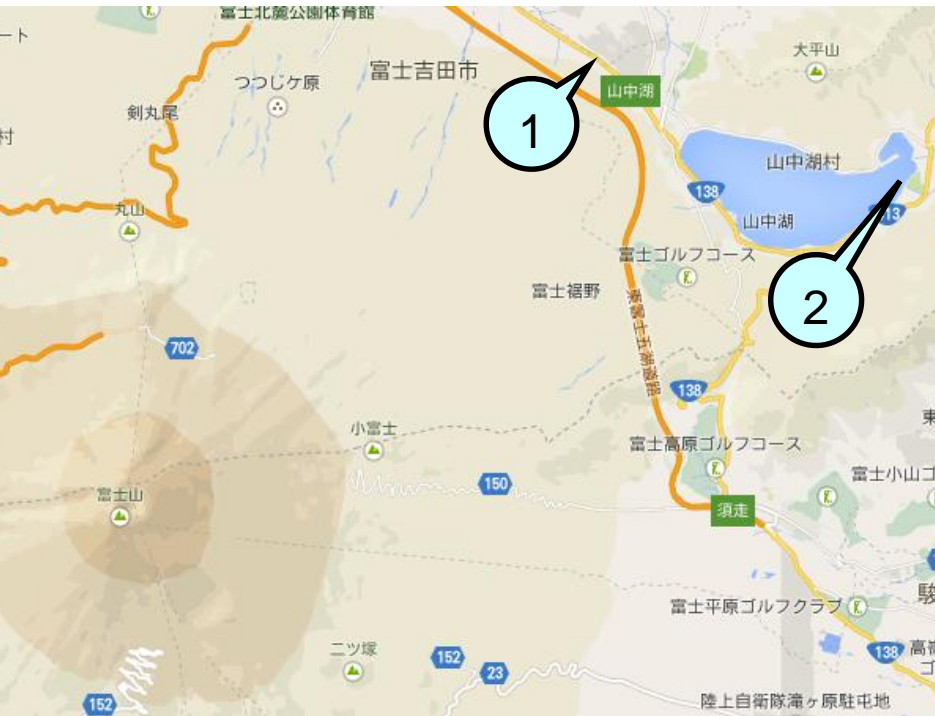 富士北麓公園体育館
ート
つつじケ原
富士吉田市
大平山
剣丸尾
山中湖
1
村
山中湖村
138
丸山
山中湖
13
富士ゴルフコース
富士裾野
東富士五湖道路
2
702
138
小富士
富士高原ゴルフコース
東
150
富士小山ゴ
富士山
須走
富士平原ゴルフクラブ
駿
二ツ塚
152
23
138
高嶺
ゴ
152
陸上自衛隊滝ヶ原駐屯地